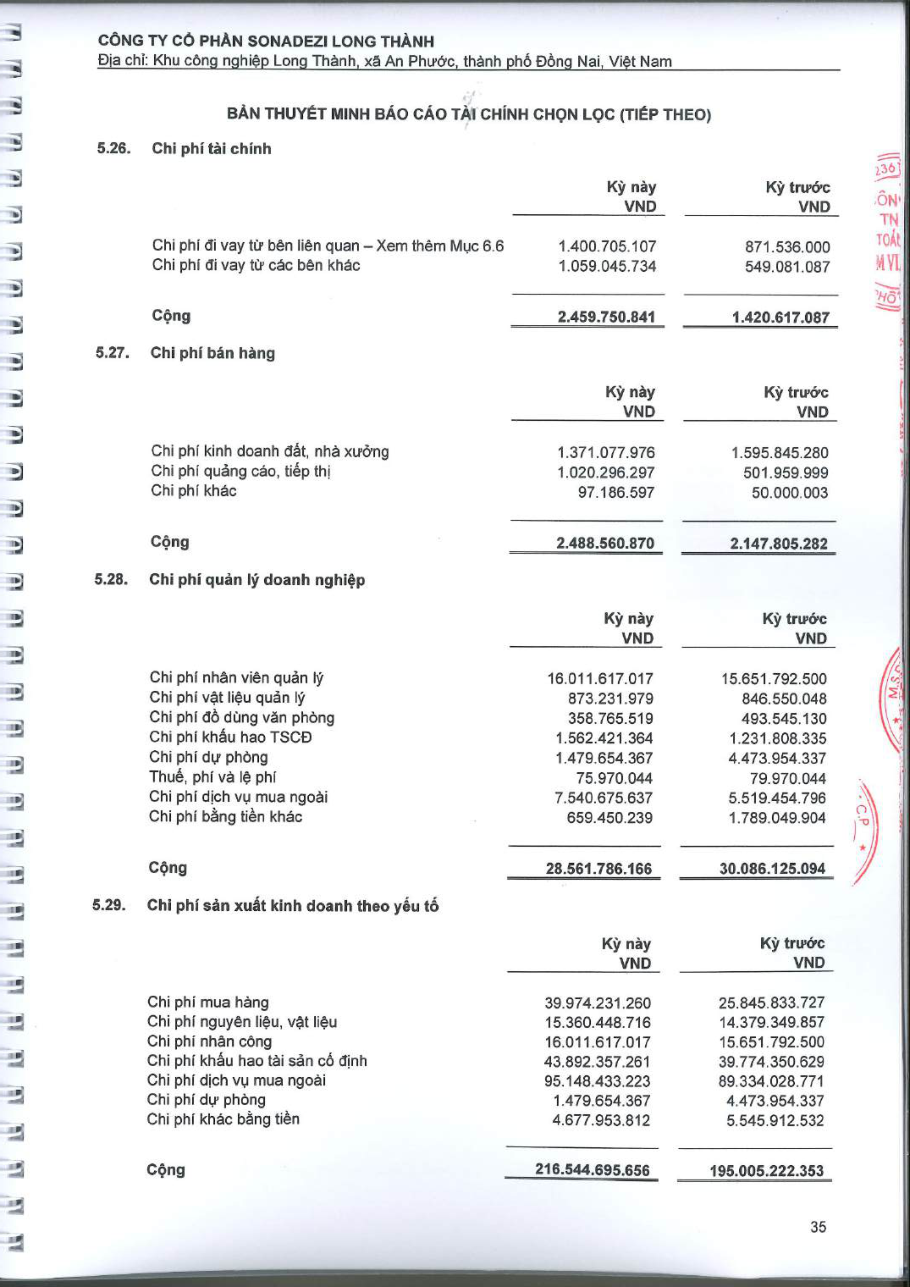 CÔNG TY CỔ PHẦN SONADEZI LONG THÀNH
Địa chỉ: Khu công nghiệp Long Thành, xã An Phước, thành phố Đồng Nai, Việt Nam
BẢN THUYẾT MINH BÁO CÁO TÀI CHÍNH CHỌN LỌC (TIẾP THEO)
5.26. Chi phí tài chính
Kỳ này Kỳ trước
VND VND
Chi phí đi vay từ bên liên quan – Xem thêm Mục 6.6 1.400.705.107 871.536.000
Chi phí đi vay từ các bên khác 1.059.045.734 549.081.087
Cộng 2.459.750.841 1.420.617.087
5.27. Chi phí bán hàng
Kỳ này Kỳ trước
VND VND
Chi phí kinh doanh đất, nhà xưởng 1.371.077.976 1.595.845.280
Chi phí quảng cáo, tiếp thị 1.020.296.297 501.959.999
Chi phí khác 97.186.597 50.000.003
Cộng 2.488.560.870 2.147.805.282
5.28. Chi phí quản lý doanh nghiệp
Kỳ này Kỳ trước
VND VND
Chi phí nhân viên quản lý 16.011.617.017 15.651.792.500
Chi phí vật liệu quản lý 873.231.979 846.550.048
Chi phí đồ dùng văn phòng 358.765.519 493.545.130
Chi phí khấu hao TSCĐ 1.562.421.364 1.231.808.335
Chi phí dự phòng 1.479.654.367 4.473.954.337
Thuế, phí và lệ phí 75.970.044 79.970.044
Chi phí dịch vụ mua ngoài 7.540.675.637 5.519.454.796
Chi phí bằng tiền khác 659.450.239 1.789.049.904
Cộng 28.561.786.166 30.086.125.094
5.29. Chi phí sản xuất kinh doanh theo yếu tố
Kỳ này Kỳ trước
VND VND
Chi phí mua hàng 39.974.231.260 25.845.833.727
Chi phí nguyên liệu, vật liệu 15.360.448.716 14.379.349.857
Chi phí nhân công 16.011.617.017 15.651.792.500
Chi phí khấu hao tài sản cố định 43.892.357.261 39.774.350.629
Chi phí dịch vụ mua ngoài 95.148.433.223 89.334.028.771
Chi phí dự phòng 1.479.654.367 4.473.954.337
Chi phí khác bằng tiền 4.677.953.812 5.545.912.532
Cộng 216.544.695.656 195.005.222.353
35
TN
C.P